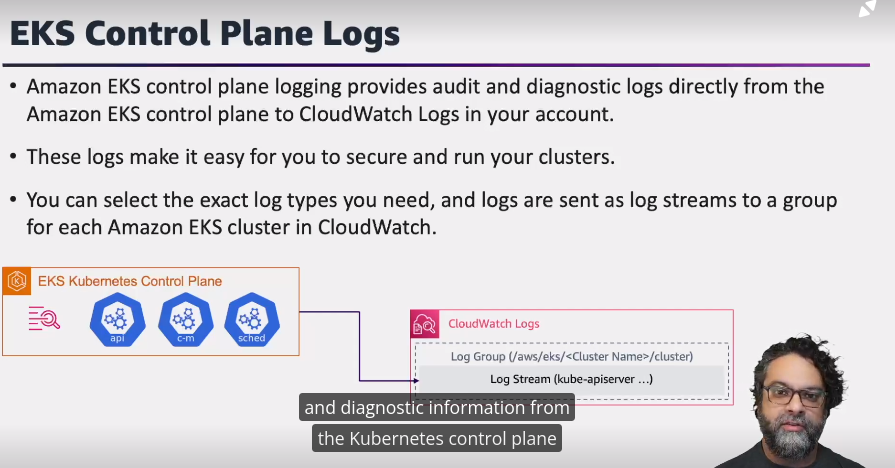 EKS Control Plane Logs
• Amazon EKS control plane logging provides audit and diagnostic logs directly from the
Amazon EKS control plane to CloudWatch Logs in your account.
• These logs make it easy for you to secure and run your clusters.
• You can select the exact log types you need, and logs are sent as log streams to a group
for each Amazon EKS cluster in CloudWatch.
EKS Kubernetes Control Plane
api c-m sched
CloudWatch Logs
Log Group (/aws/eks/<Cluster Name>/cluster)
Log Stream (kube-apiserver ...)
and diagnostic information from
the Kubernetes control plane